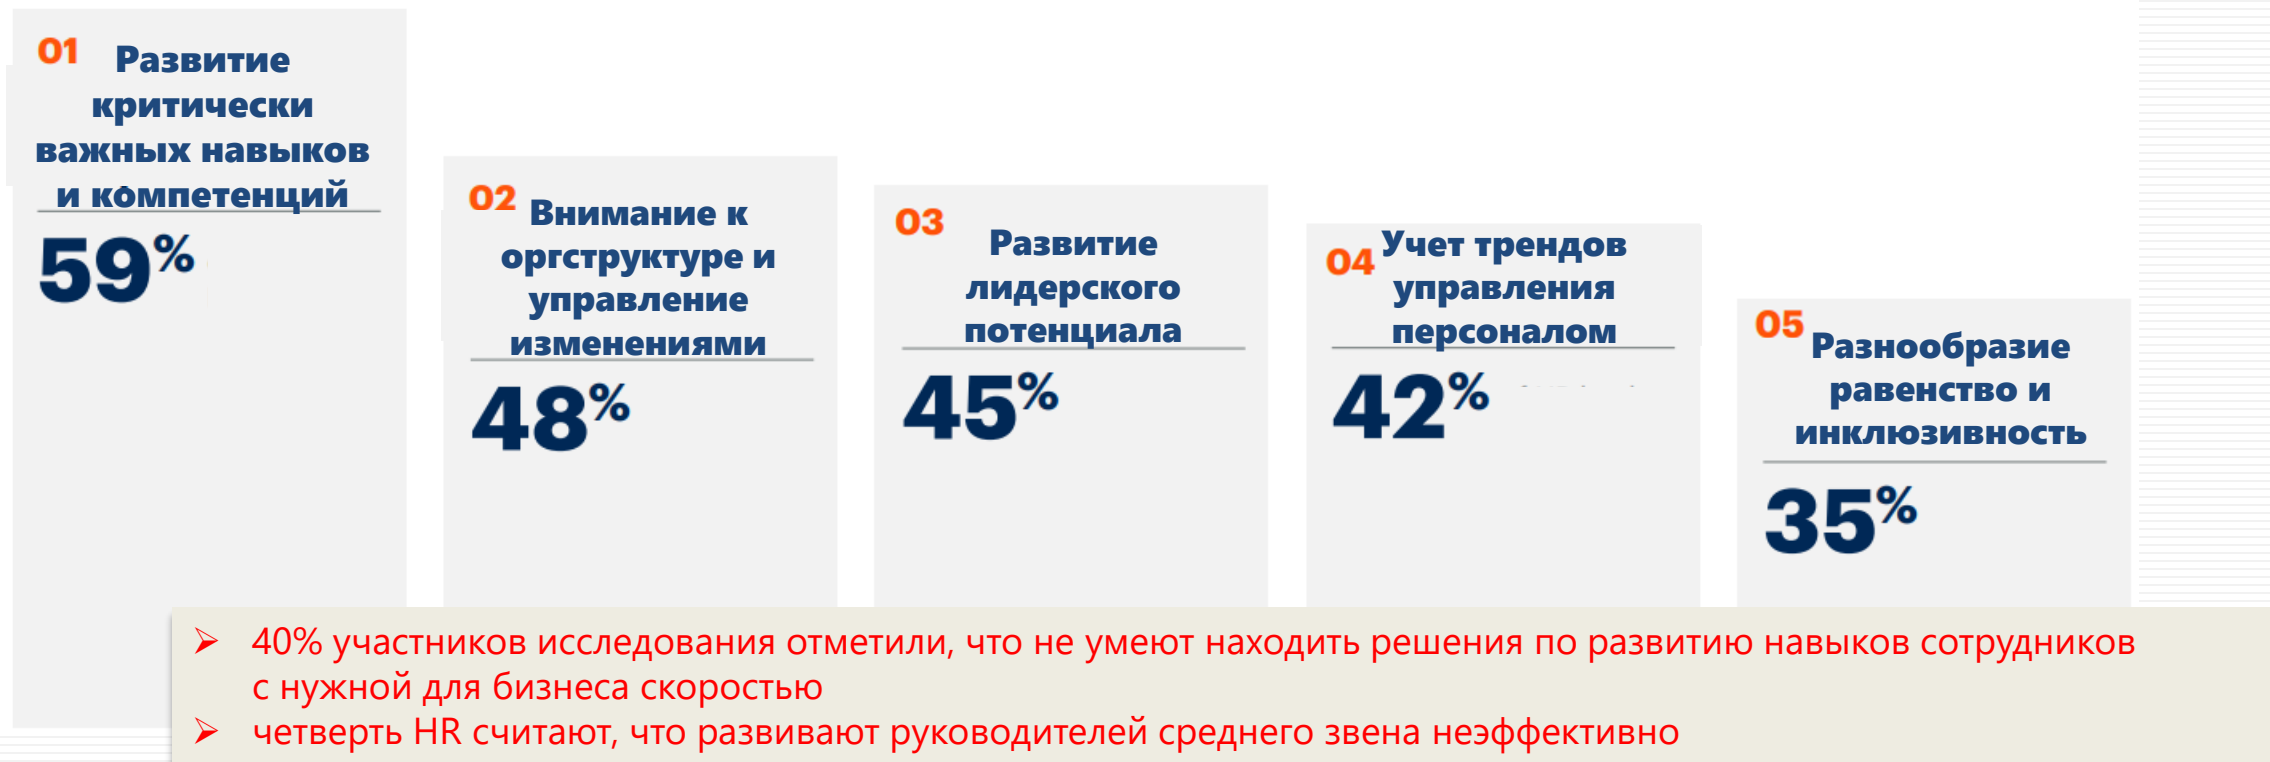 01 Развитие
критически
важных навыков
и компетенций
59%
02 Внимание к
оргструктуре и
управление
изменениями
48%
03
Развитие
лидерского
потенциала
45%
04 Учет трендов
управления
персоналом
42%
05 Разнообразие
равенство и
инклюзивность
35%
➢ 40% участников исследования отметили, что не умеют находить решения по развитию навыков сотрудников
с нужной для бизнеса скоростью
➢ четверть HR считают, что развивают руководителей среднего звена неэффективно